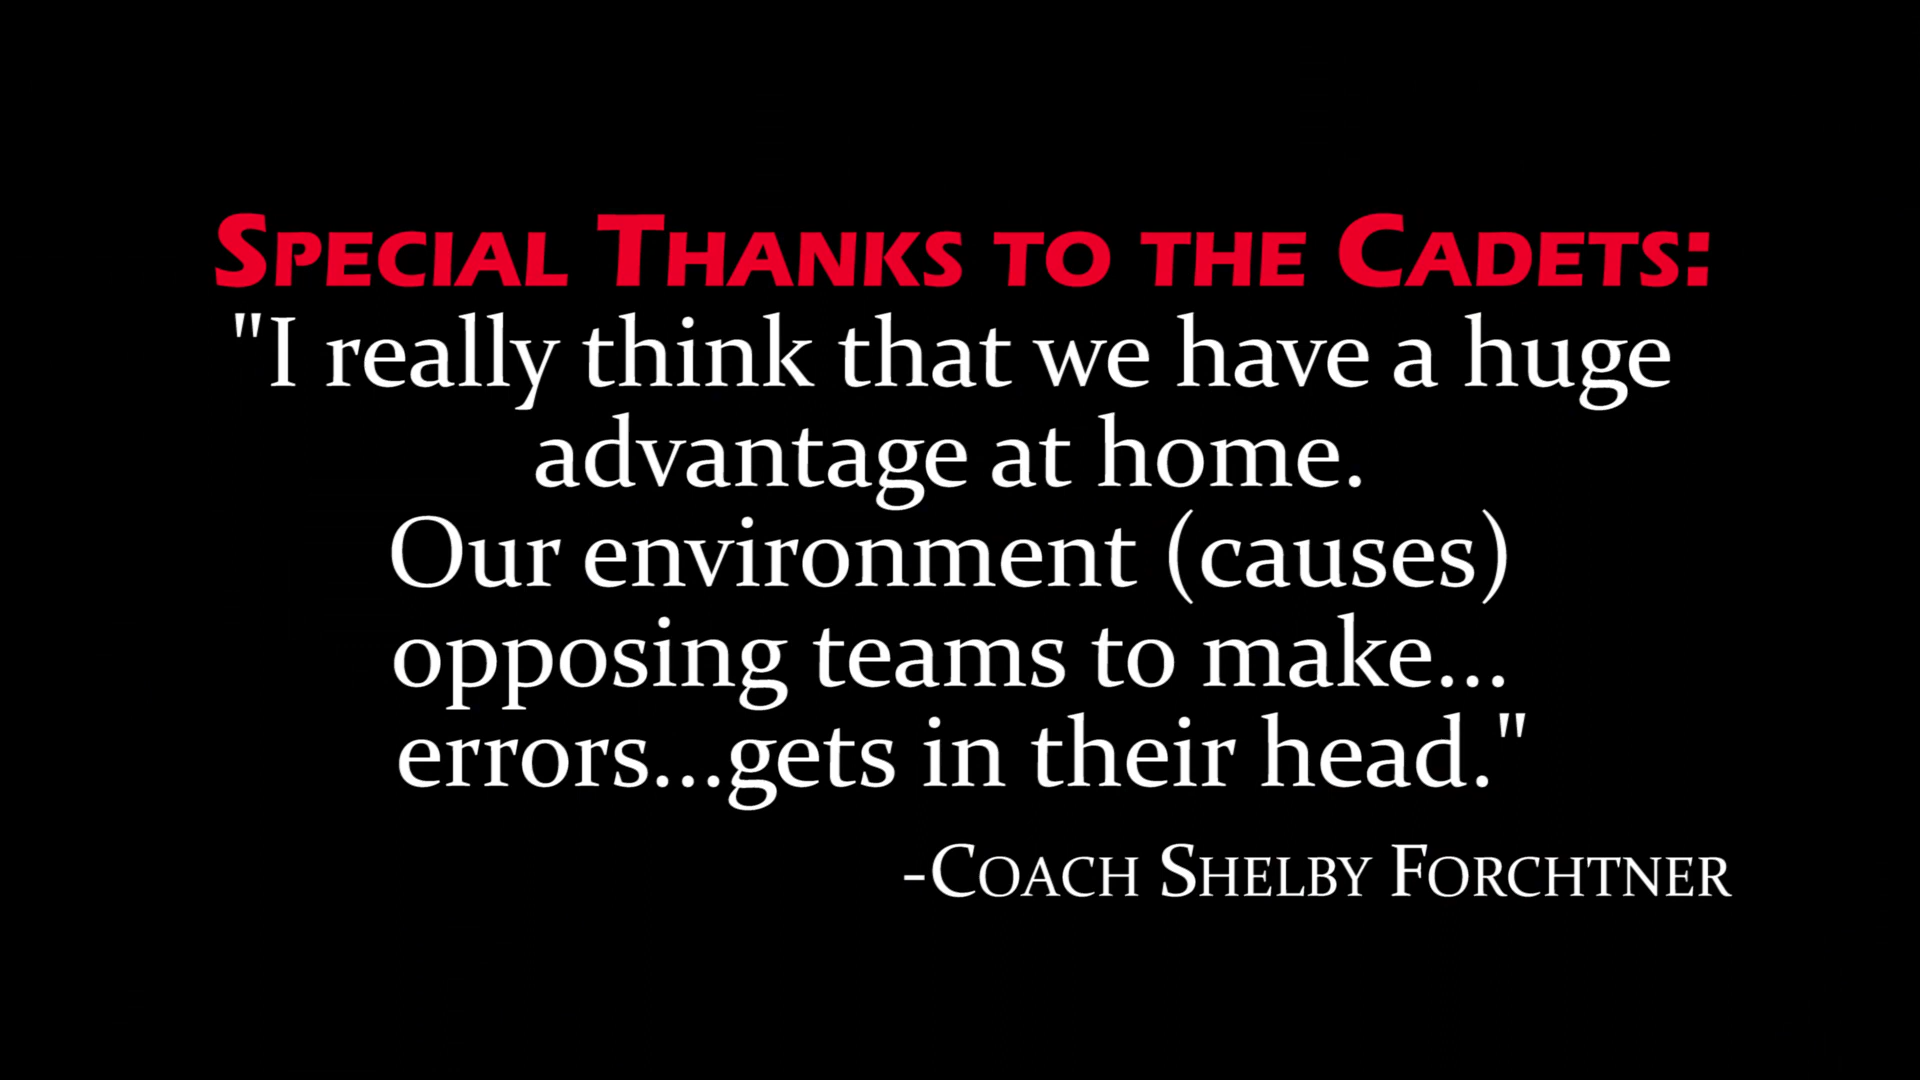 SPECIAL THANKS TO THE CADETS:
"I really think that we have a huge
advantage at home.
Our environment (causes)
opposing teams to make...
errors...gets in their head."
-COACH SHELBY FORCHTNER